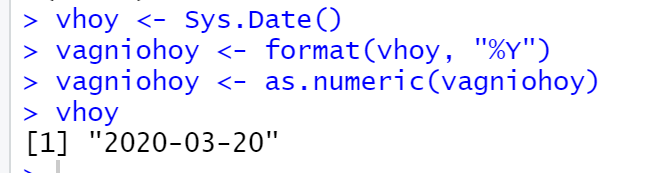 > vhoy <- Sys.Date()
> vagniohoy <- format(vhoy, "%Y")
> vagniohoy <- as.numeric(vagniohoy)
> vhoy
[1] "2020-03-20"
>